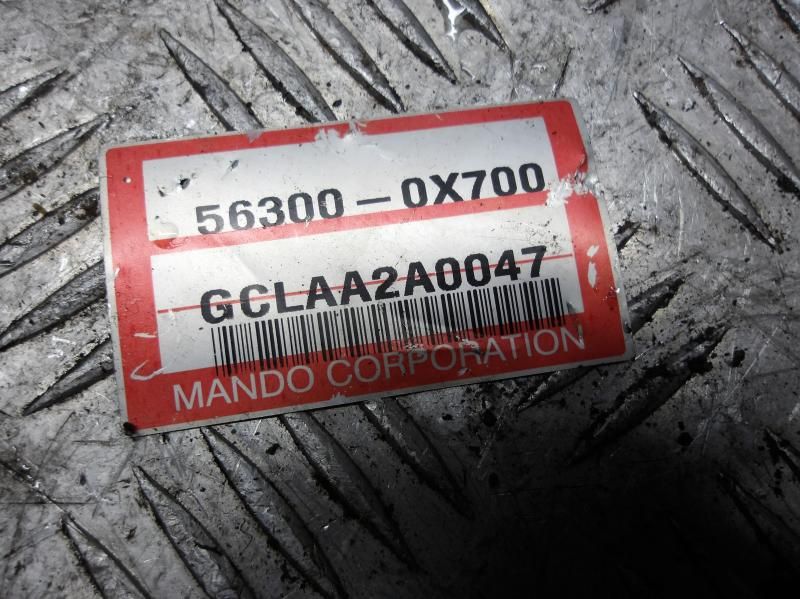 56300-0X700
GCLAA2A0047
MANDO CORPORATION